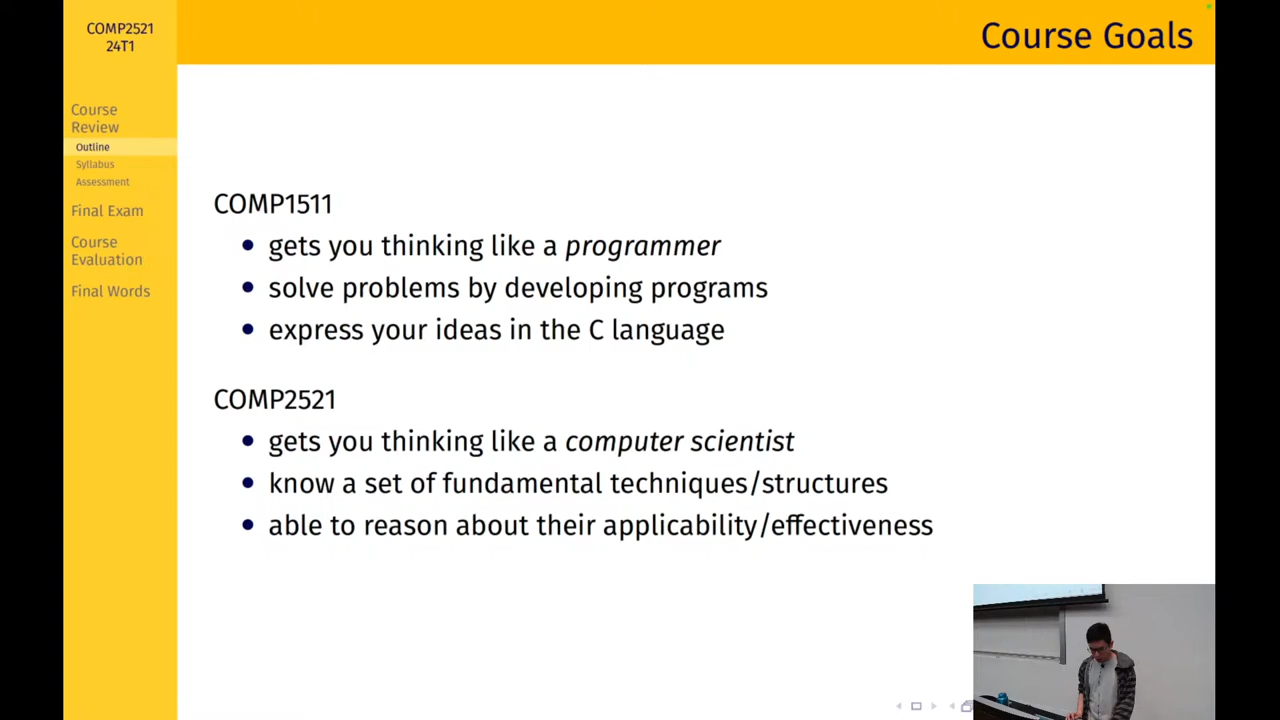 COMP2521
24T1
Course Goals
Course
Review
Outline
Syllabus
Assessment
Final Exam
Course
Evaluation
Final Words
COMP1511
• gets you thinking like a programmer
• solve problems by developing programs
• express your ideas in the C language
COMP2521
• gets you thinking like a computer scientist
• know a set of fundamental techniques/structures
• able to reason about their applicability/effectiveness